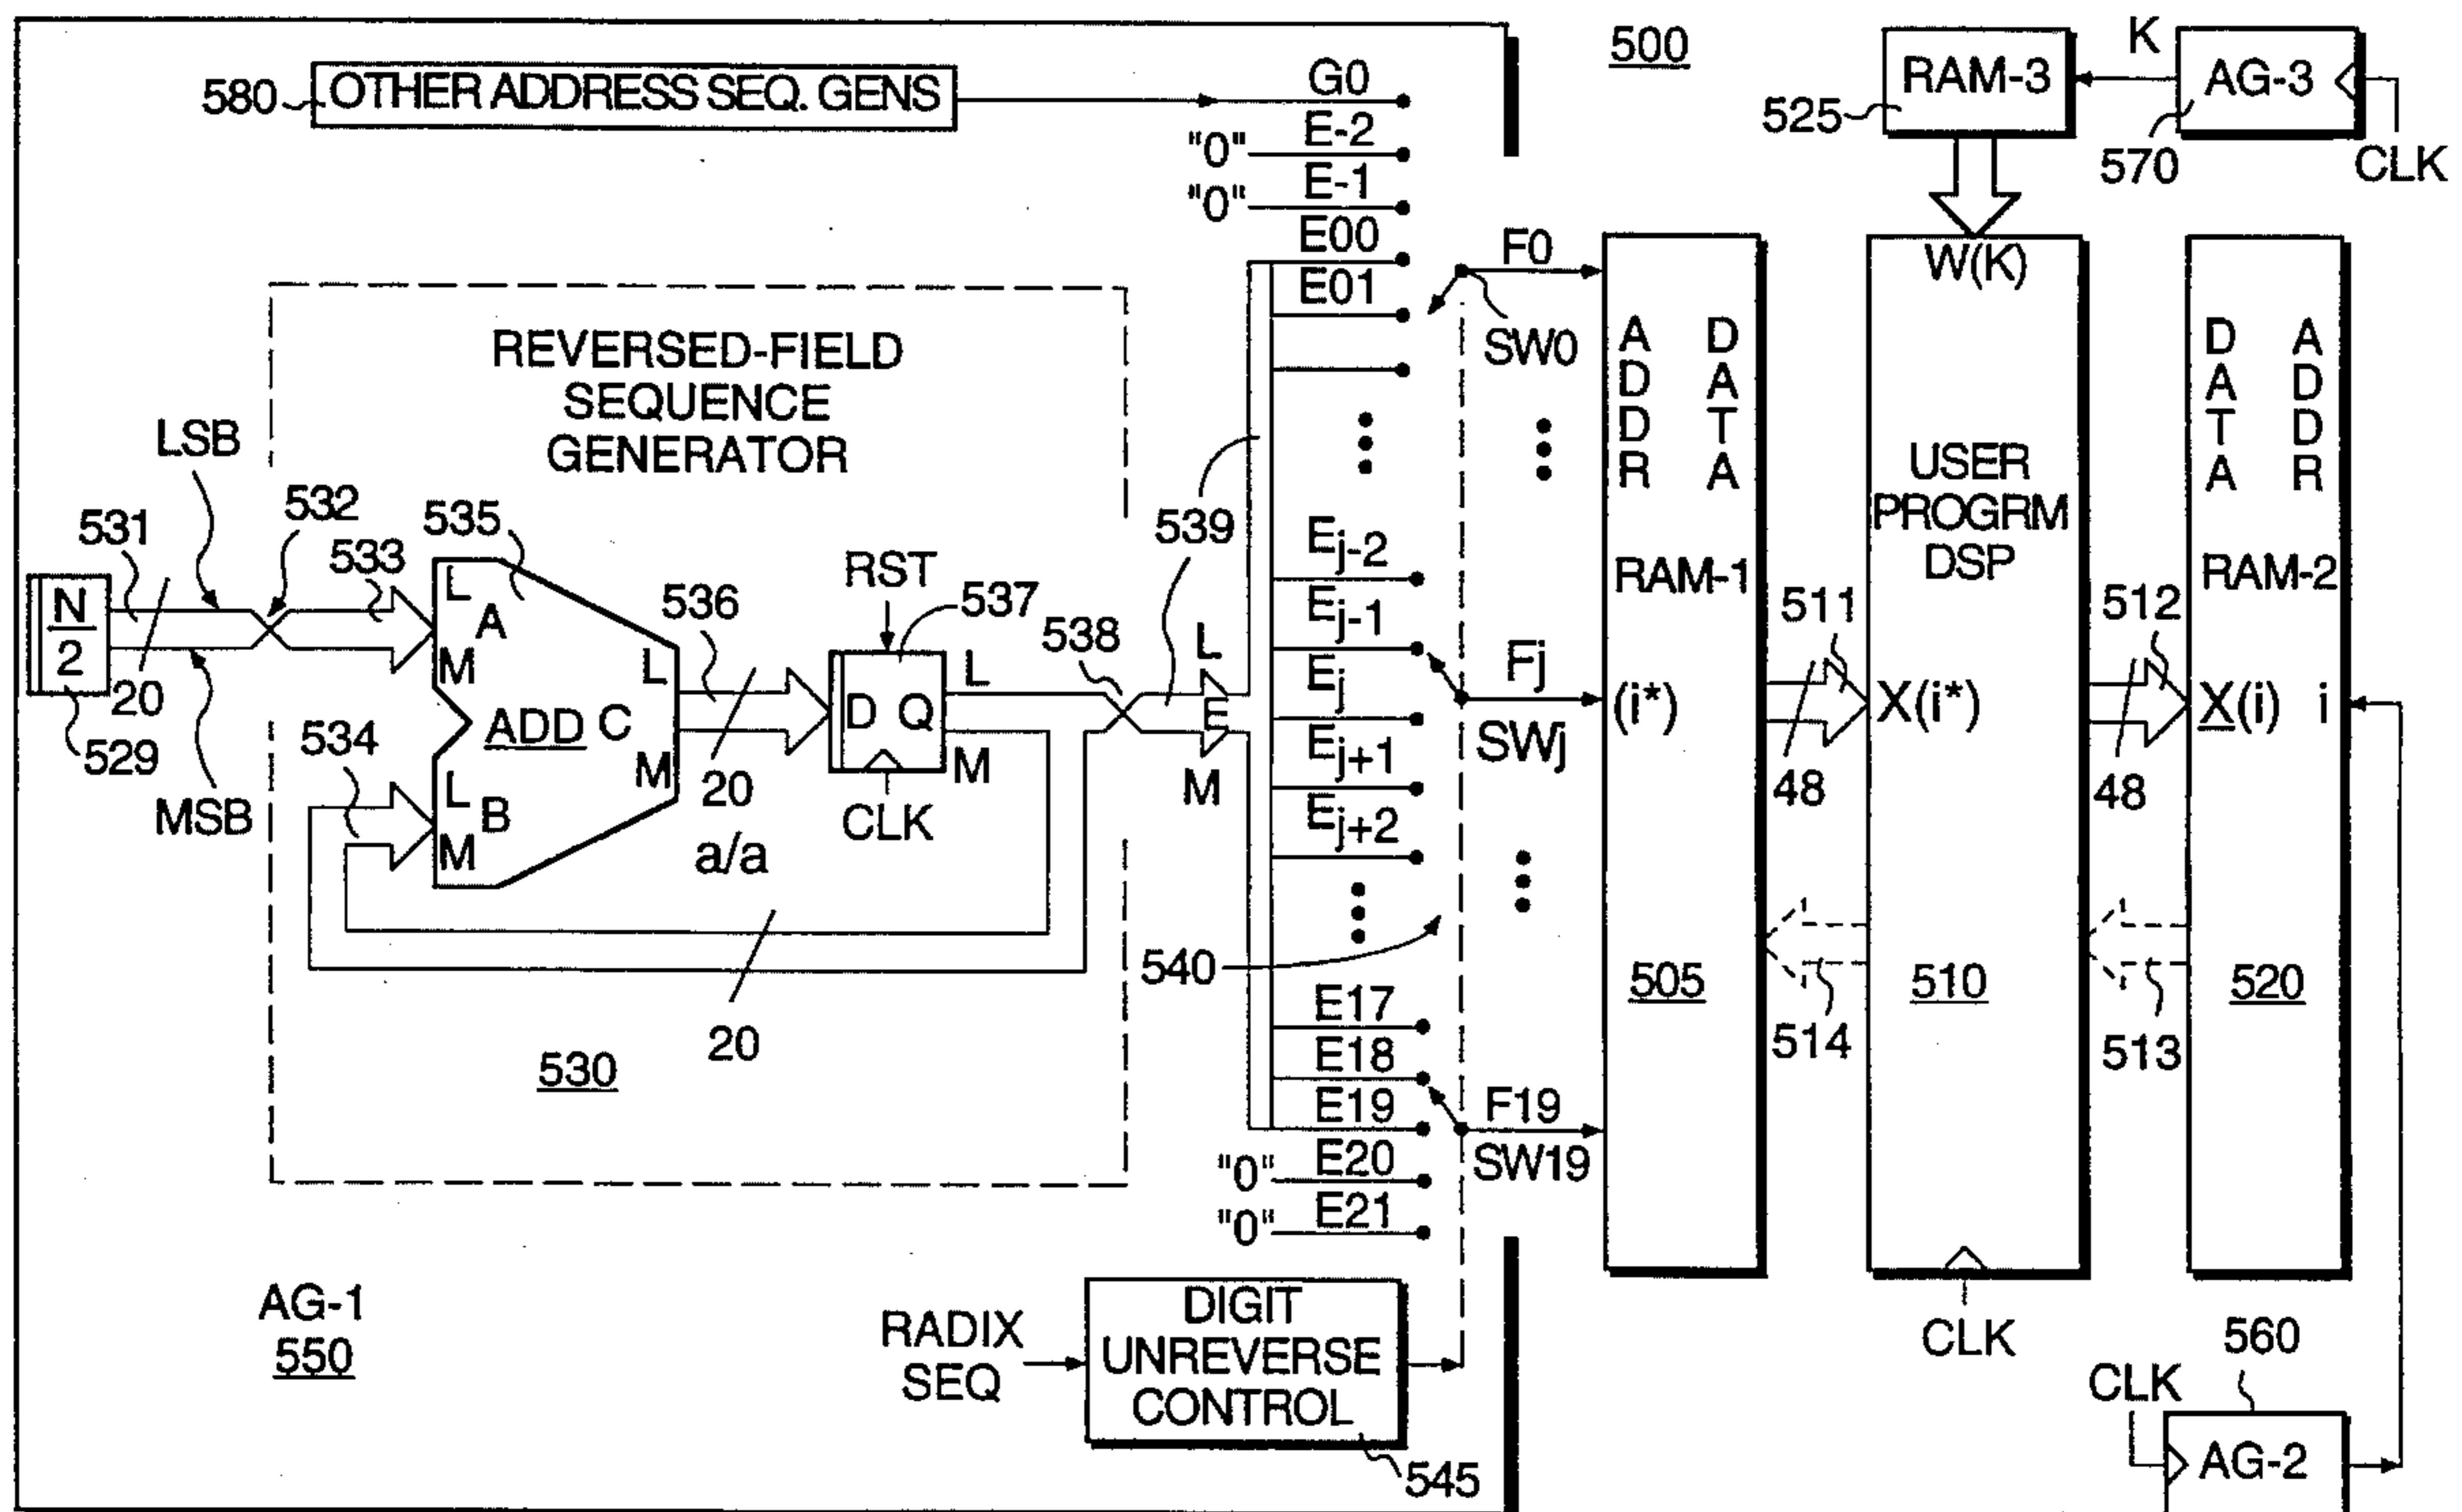 500
580
OTHER ADDRESS SEQ. GENS
G0
E-2
"0"
E-1
"0"
E00
E01
RAM-3
525
K
AG-3
570
CLK
F0
SW0
W(K)
REVERSED-FIELD
SEQUENCE
GENERATOR
LSB
531
532
533
535
N
2
20
529
MSB
534
L
A
M
ADD
C
L
M
L
B
M
536
20
a/a
RST
537
D Q
CLK
L
M
538
539
L
E
M
20
530
Ej-2
Ej-1
Ej
Ej+1
Ej+2
540
E17
E18
E19
E20
"0"
E21
"0"
Fj
SWj
F19
SW19
ADDR
DATA
RAM-1
(i*)
505
511
48
514
USER
PROGRM
DSP
X(i*)
510
CLK
512
48
513
DATA
ADDR
RAM-2
X(i) i
520
AG-1
550
RADIX
SEQ
DIGIT
UNREVERSE
CONTROL
545
560
CLK
AG-2